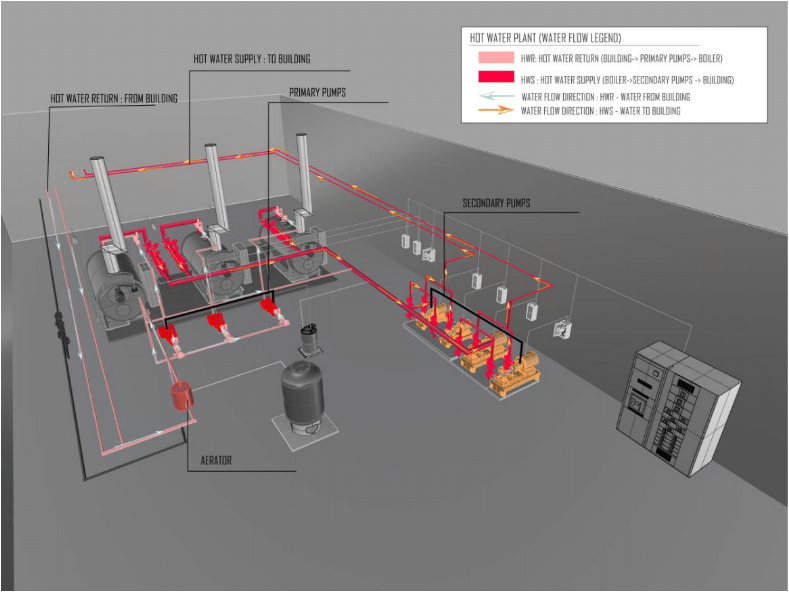 HOT WATER PLANT (WATER FLOW LEGEND)
HWR: HOT WATER RETURN (BUILDING-> PRIMARY PUMPS-> BOILER)
HWS : HOT WATER SUPPLY (BOILER->SECONDARY PUMPS -> BUILDING)
WATER FLOW DIRECTION : HWR - WATER FROM BUILDING
WATER FLOW DIRECTION : HWS - WATER TO BUILDING
HOT WATER SUPPLY : TO BUILDING
HOT WATER RETURN : FROM BUILDING
PRIMARY PUMPS
SECONDARY PUMPS
AERATOR